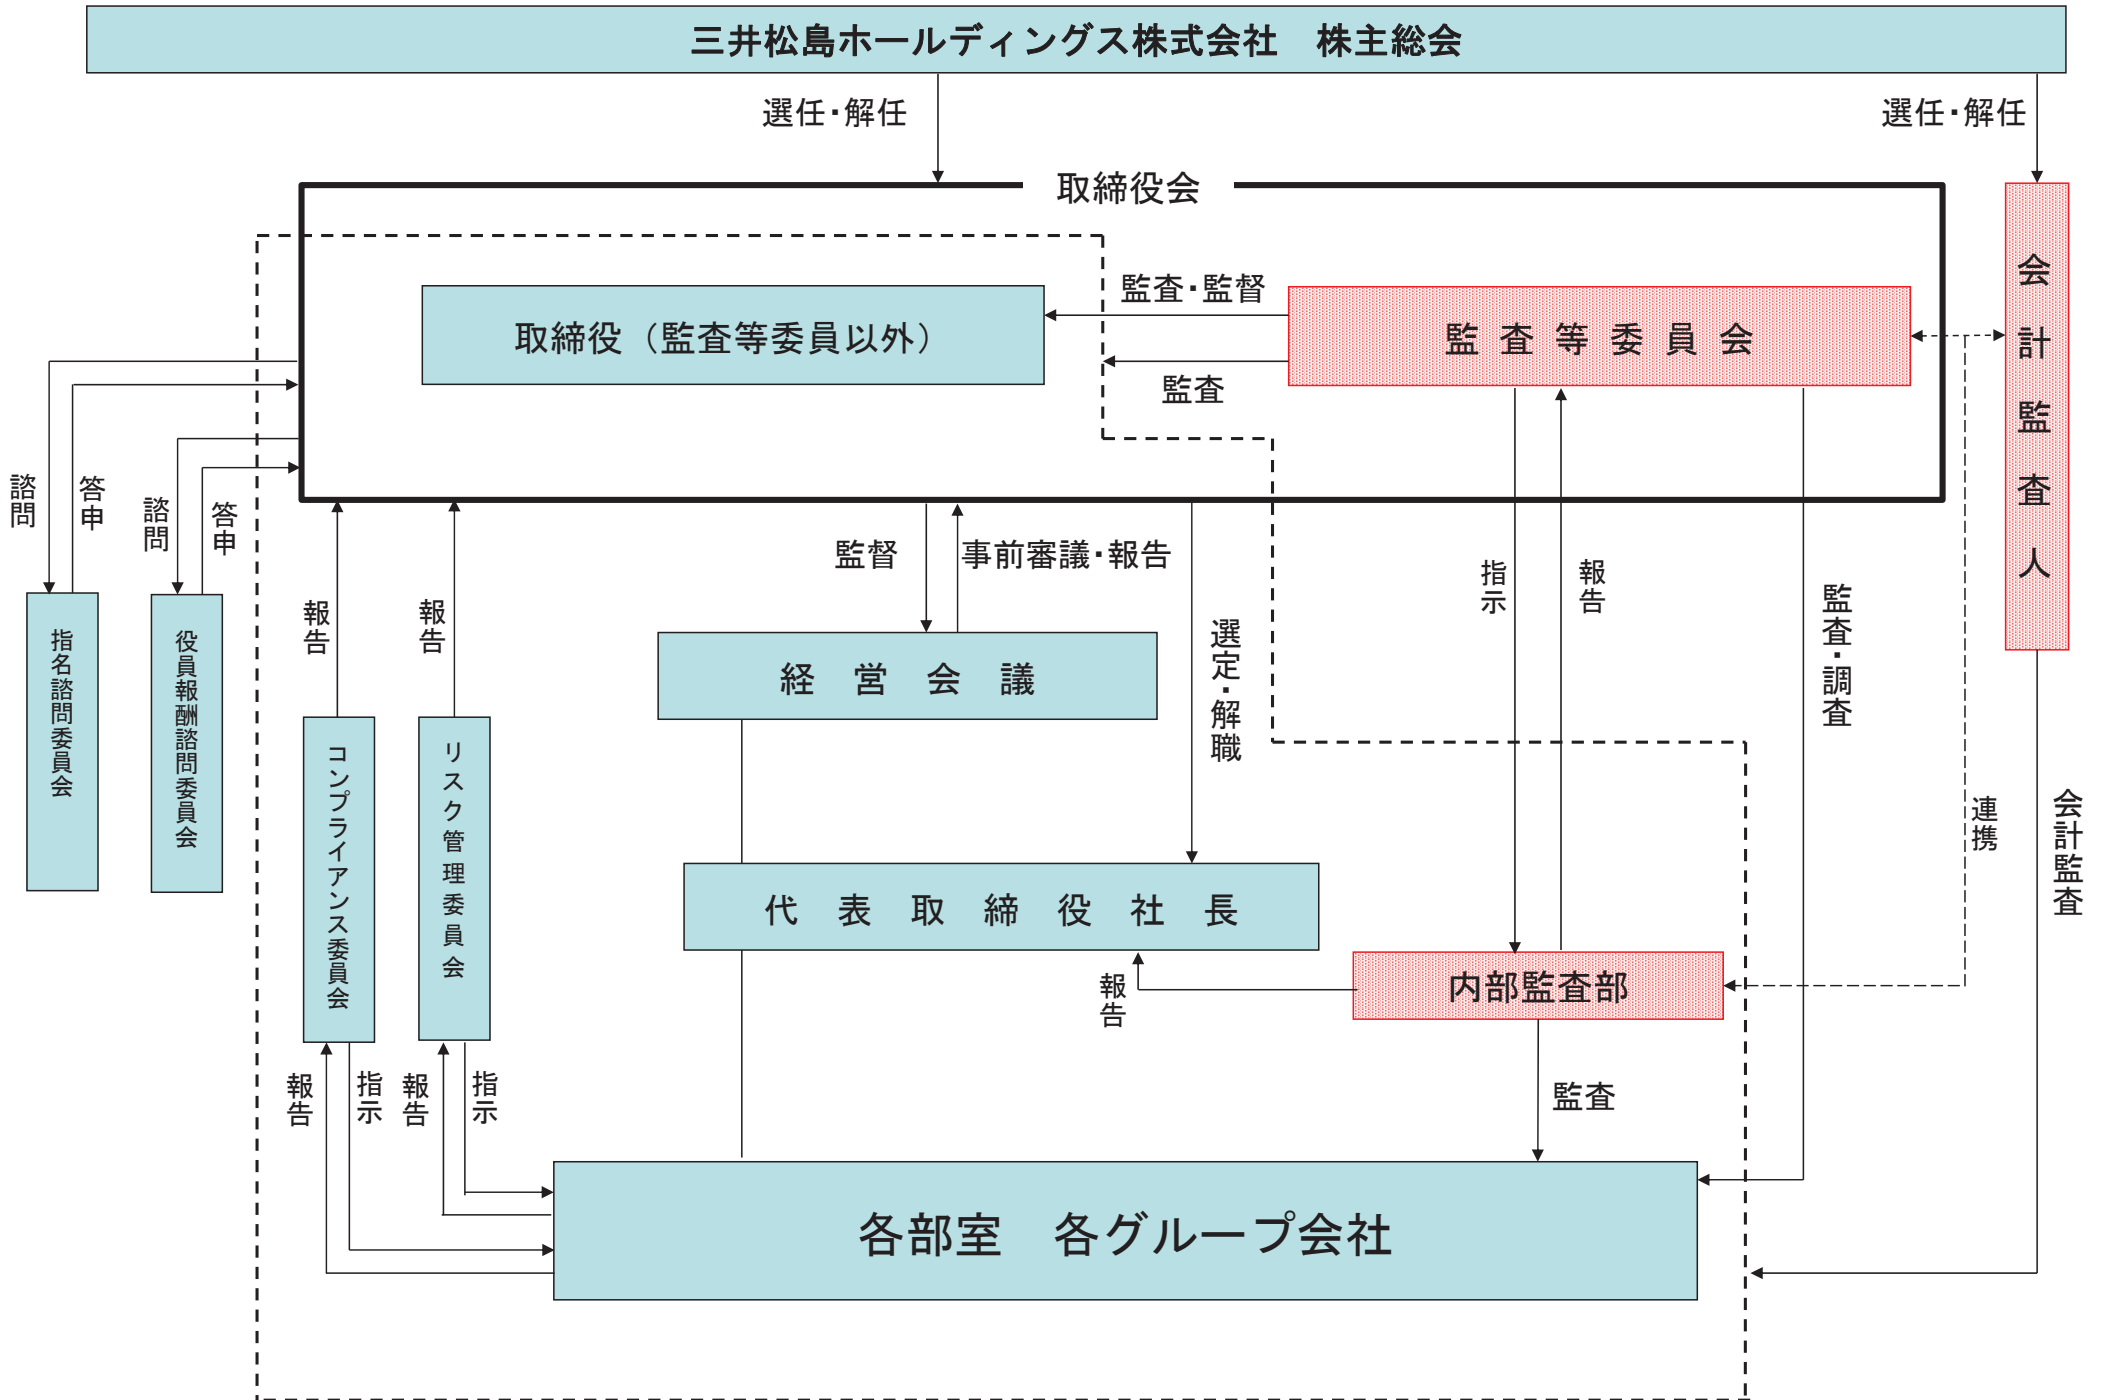 三井松島ホールディングス株式会社　株主総会
選任・解任
選任・解任
取締役会
監査・監督
取締役（監査等委員以外）
監査等委員会
監査
会計監査人
諮問
答申
諮問
答申
監督
事前審議・報告
指示
報告
報告
報告
選定・解職
監査・調査
指名諮問委員会
役員報酬諮問委員会
経営会議
コンプライアンス委員会
リスク管理委員会
連携
会計監査
代表取締役社長
内部監査部
報告
報告
指示
報告
指示
監査
各部室　各グループ会社